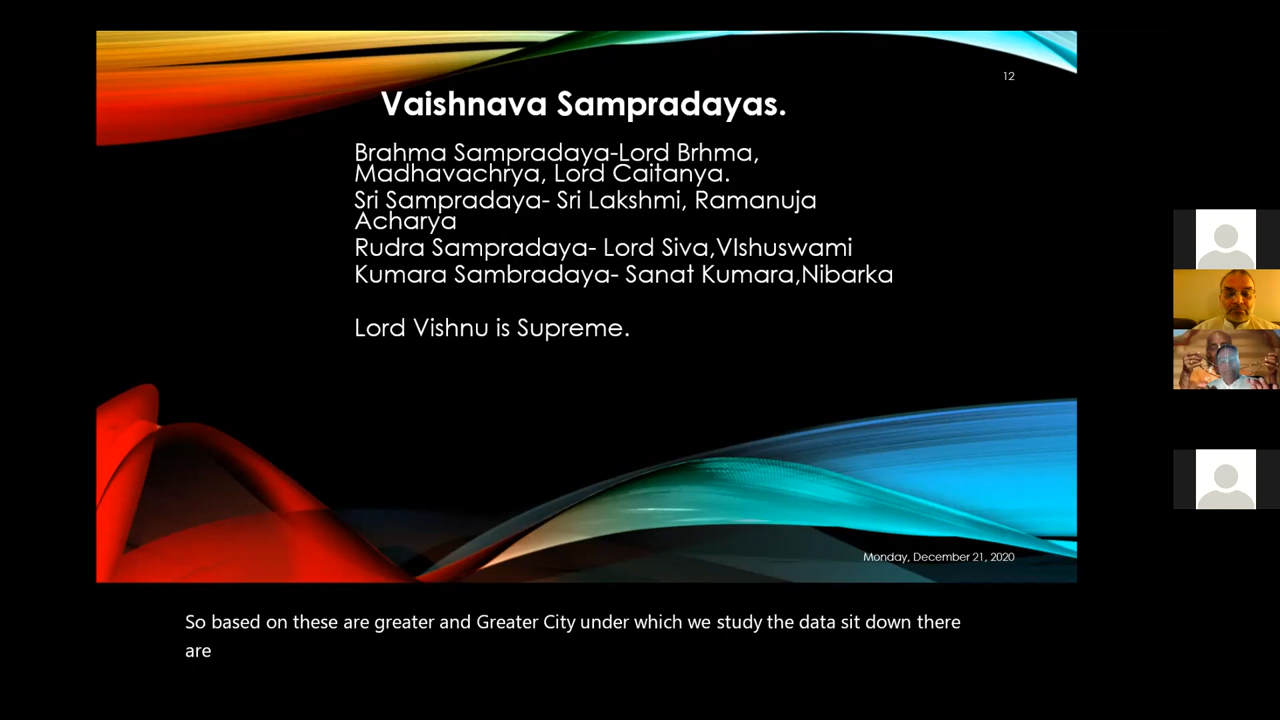 12
Vaishnava Sampradayas.
Brahma Sampradaya-Lord Brhma,
Madhavachrya, Lord Caitanya.
Sri Sampradaya- Sri Lakshmi, Ramanuja
Acharya
Rudra Sampradaya- Lord Siva,VIshuswami
Kumara Sambradaya- Sanat Kumara,Nibarka
Lord Vishnu is Supreme.
Monday, December 21, 2020
So based on these are greater and Greater City under which we study the data sit down there
are